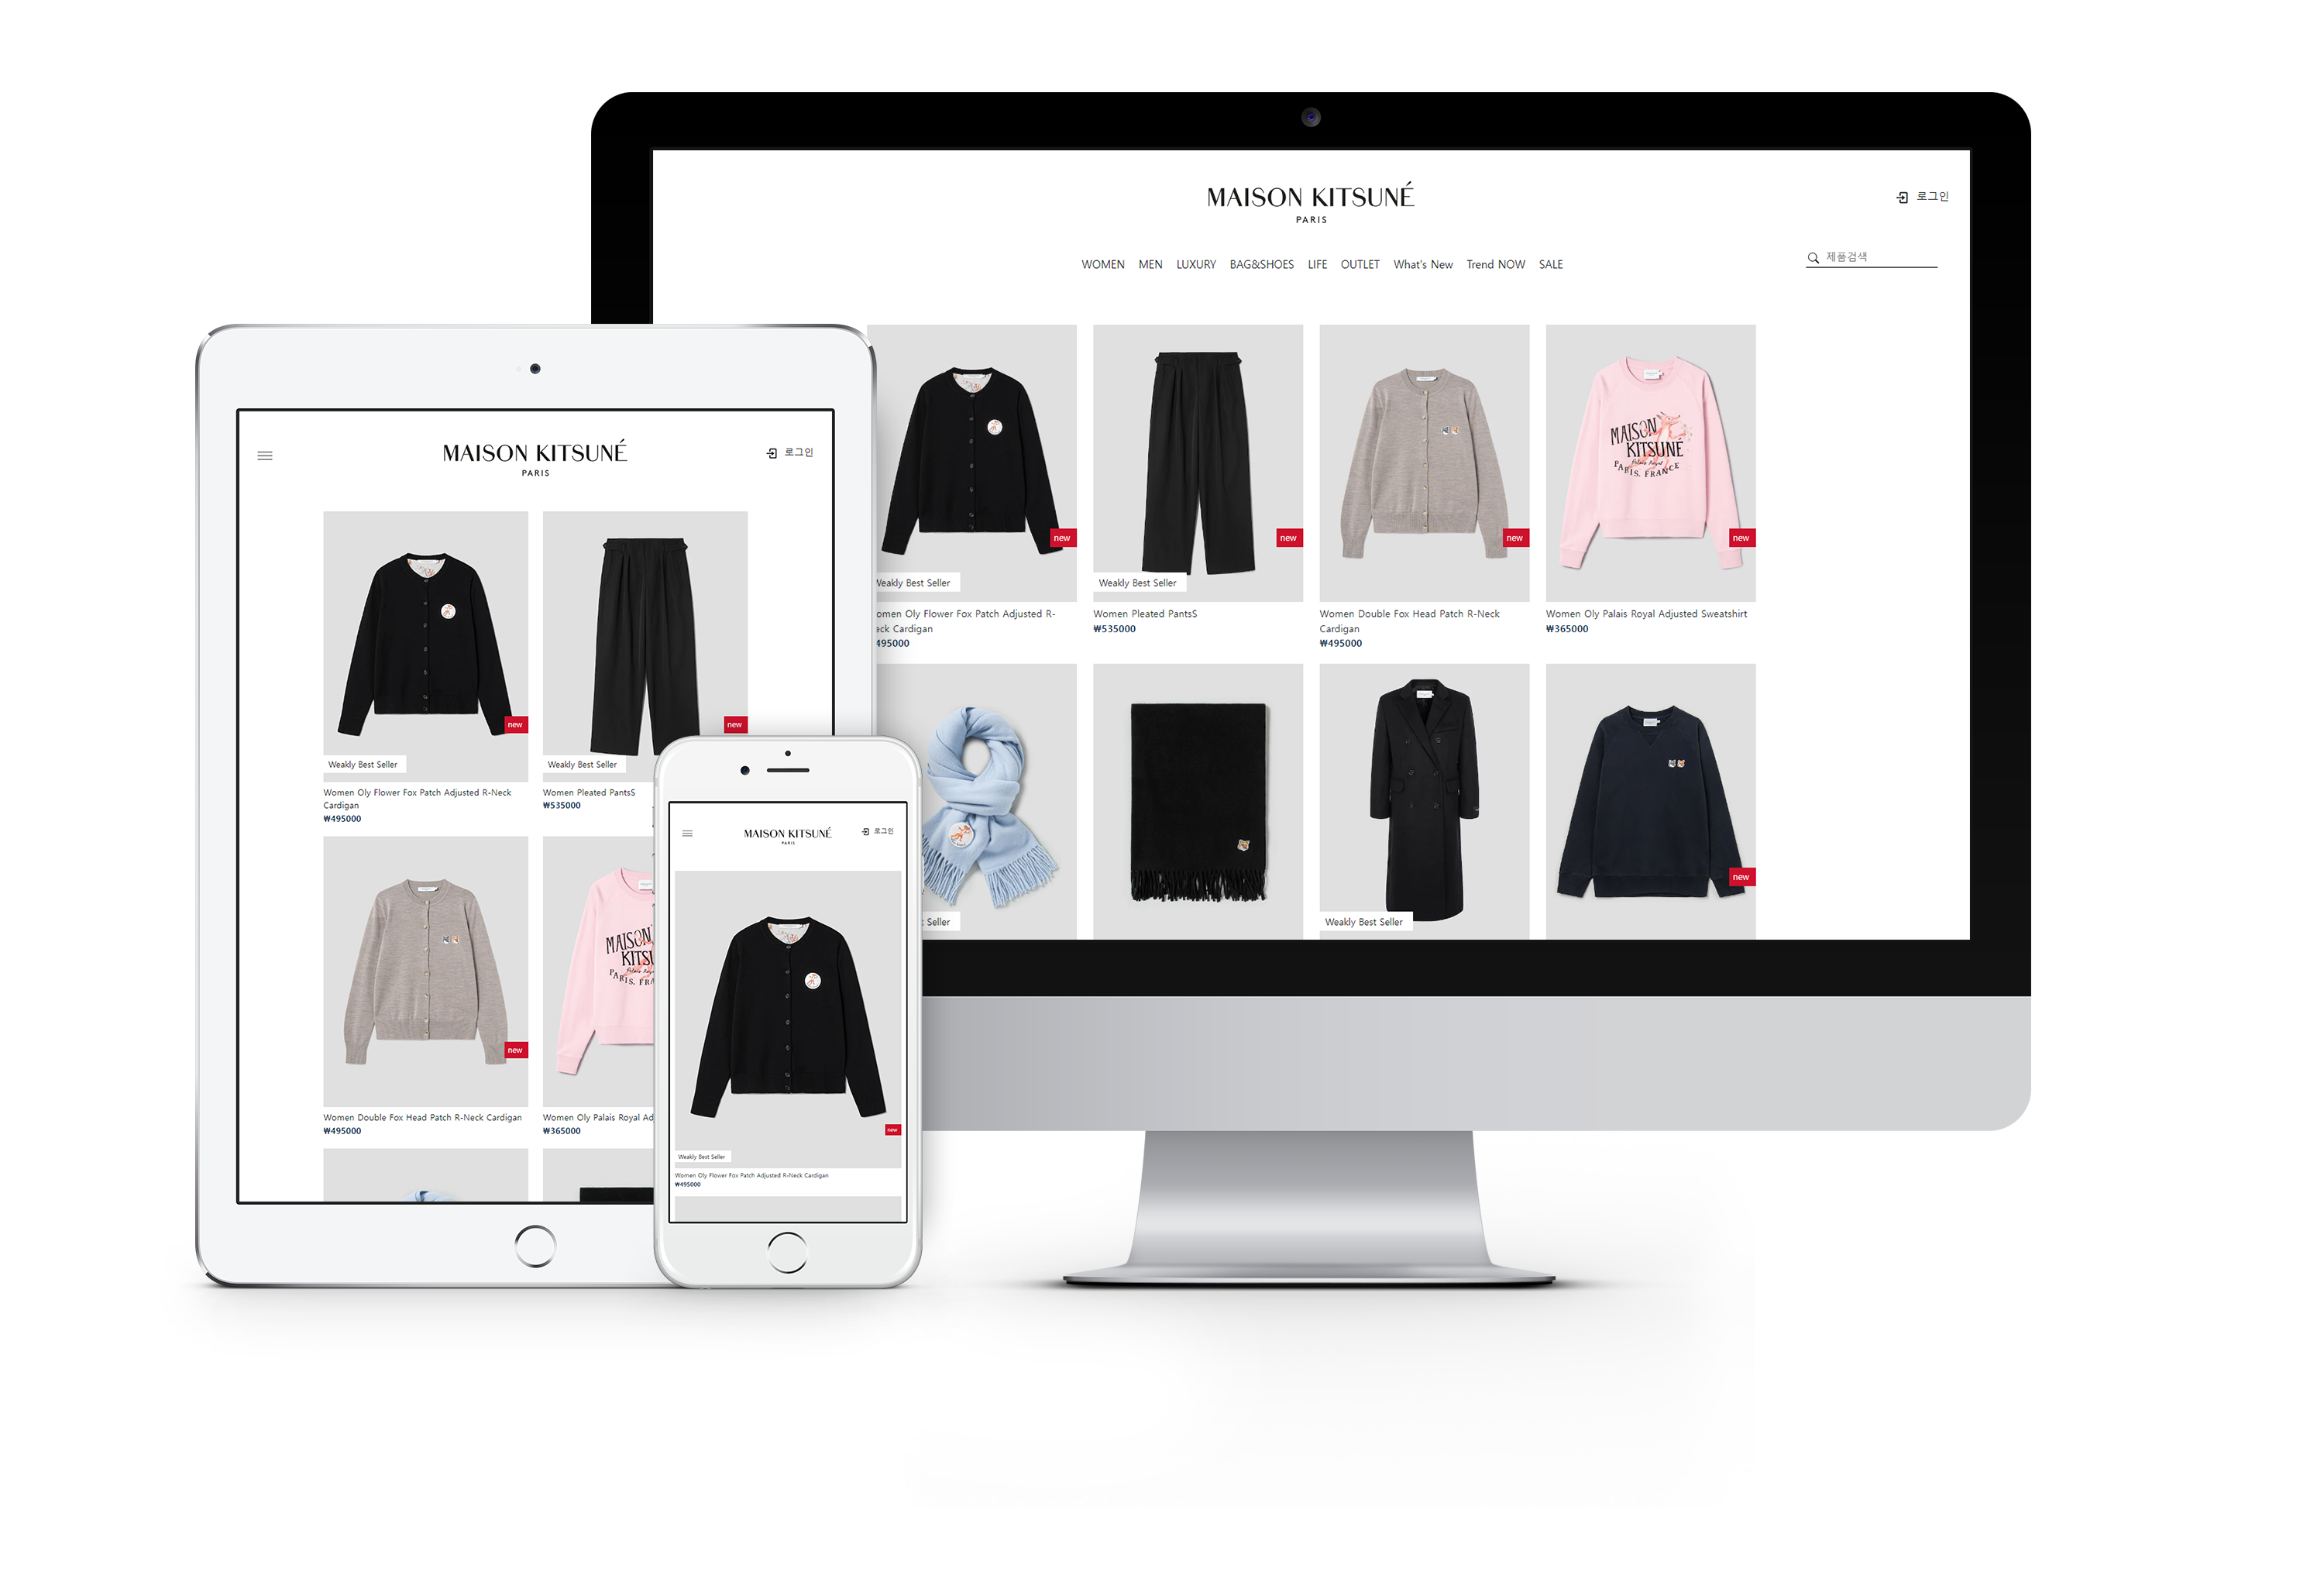 MAISON KITSUNÉ
PARIS
로그인
WOMEN MEN LUXURY BAG&SHOES LIFE OUTLET What's New Trend NOW SALE
제품검색
new
new
MAISON
KITSUNÉ
Palais Royal
PARIS, FRANCE
new
new
Weakly Best Seller
Weakly Best Seller
Women Oly Flower Fox Patch Adjusted R-
Neck Cardigan
495000
Women Pleated PantsS
₩535000
Women Double Fox Head Patch R-Neck
Cardigan
₩495000
Women Oly Palais Royal Adjusted Sweatshirt
₩365000
Seller
Weakly Best Seller
new
MAISON KITSUNÉ
PARIS
로그인
new
new
Weakly Best Seller
Weakly Best Seller
Women Oly Flower Fox Patch Adjusted R-Neck
Cardigan
₩495000
Women Pleated PantsS
₩535000
MAISON
KITSU
Palais Roya
PARIS, FRA
new
Women Double Fox Head Patch R-Neck Cardigan
₩495000
Women Oly Palais Royal Ad
₩365000
MAISON KITSUNÉ
PARIS
로그인
new
Weakly Best Seller
Women Oly Flower Fox Patch Adjusted R-Neck Cardigan
₩495000